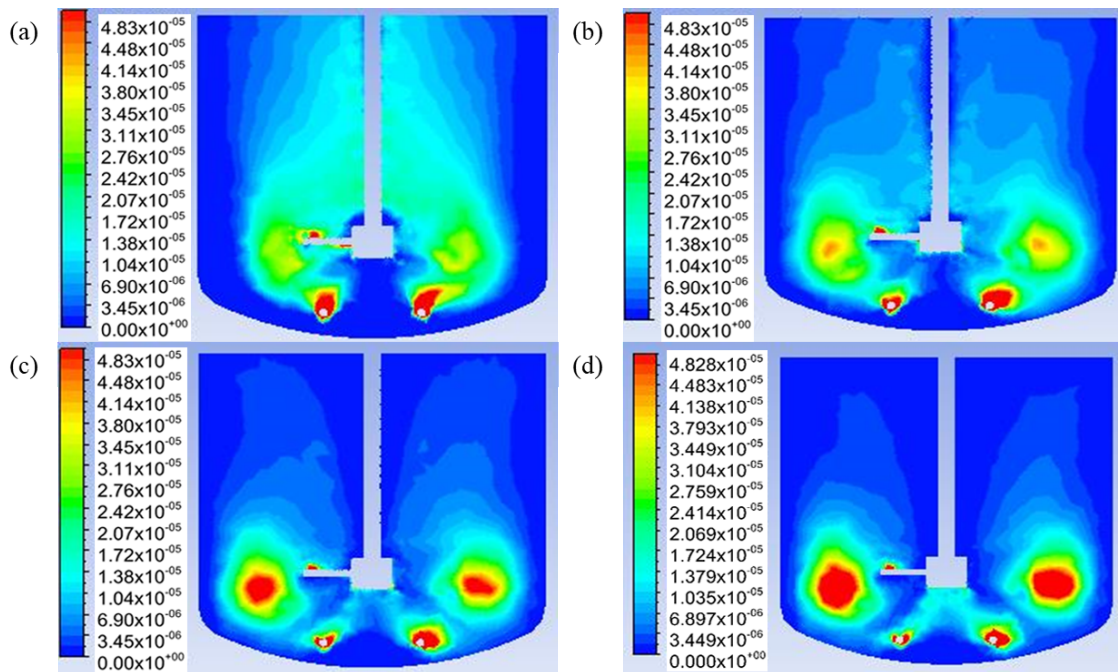 (a)
4.83x10-05
4.48x10-05
4.14x10-05
3.80x10-05
3.45x10-05
3.11x10-05
2.76x10-05
2.42x10-05
2.07x10-05
1.72x10-05
1.38x10-05
1.04x10-05
6.90x10-06
3.45x10-06
0.00x10+00
(b)
4.83x10-05
4.48x10-05
4.14x10-05
3.80x10-05
3.45x10-05
3.11x10-05
2.76x10-05
2.42x10-05
2.07x10-05
1.72x10-05
1.38x10-05
1.04x10-05
6.90x10-06
3.45x10-06
0.00x10+00
(c)
4.83x10-05
4.48x10-05
4.14x10-05
3.80x10-05
3.45x10-05
3.11x10-05
2.76x10-05
2.42x10-05
2.07x10-05
1.72x10-05
1.38x10-05
1.04x10-05
6.90x10-06
3.45x10-06
0.00x10+00
(d)
4.828x10-05
4.483x10-05
4.138x10-05
3.793x10-05
3.449x10-05
3.104x10-05
2.759x10-05
2.414x10-05
2.069x10-05
1.724x10-05
1.379x10-05
1.035x10-05
6.897x10-06
3.449x10-06
0.000x10+00